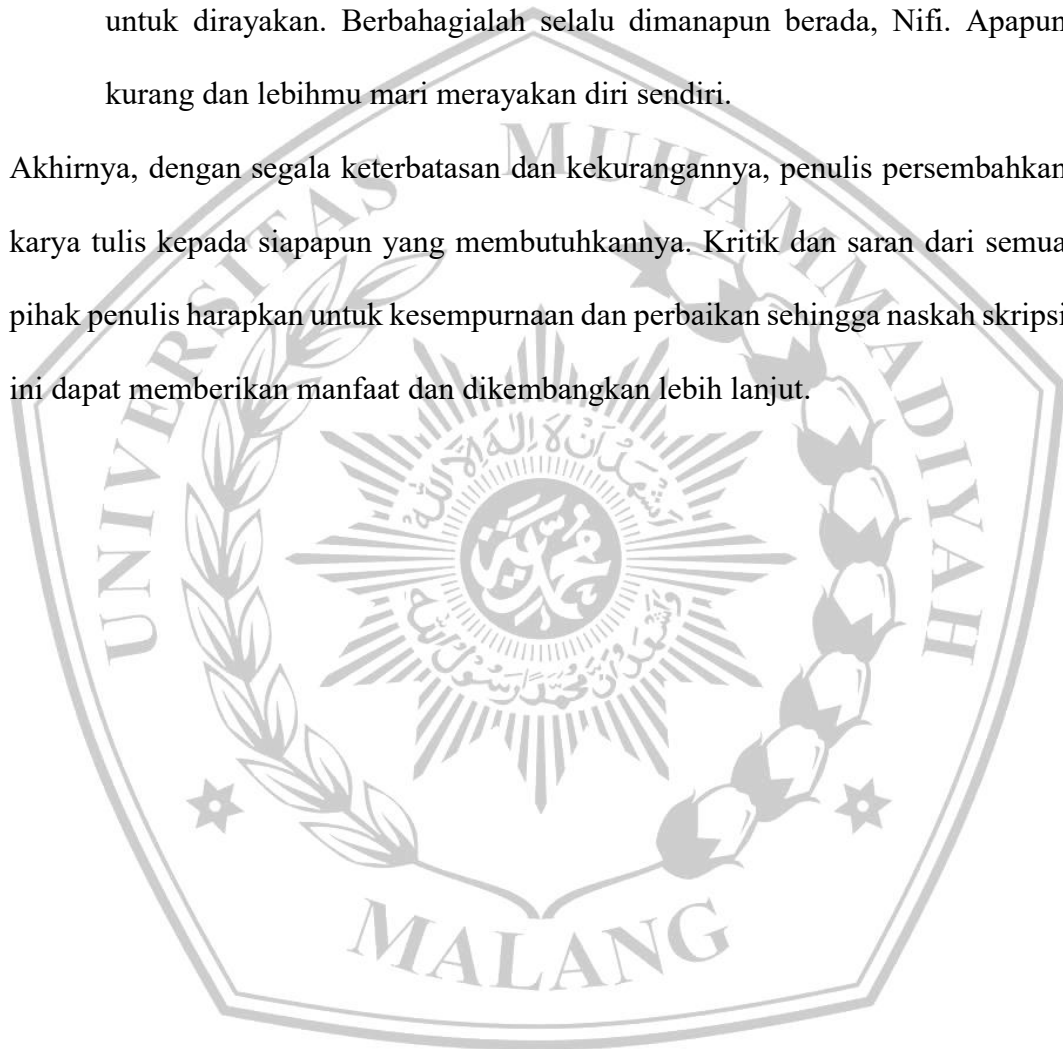 untuk dirayakan. Berbahagialah selalu dimanapun berada, Nifi. Apapun
kurang dan lebihmu mari merayakan diri sendiri.
Akhirnya, dengan segala keterbatasan dan kekurangannya, penulis persembahkan
karya tulis kepada siapapun yang membutuhkannya. Kritik dan saran dari semua
pihak penulis harapkan untuk kesempurnaan dan perbaikan sehingga naskah skripsi
ini dapat memberikan manfaat dan dikembangkan lebih lanjut.
UNIVERSITAS MUHAMMADIYAH
MALANG